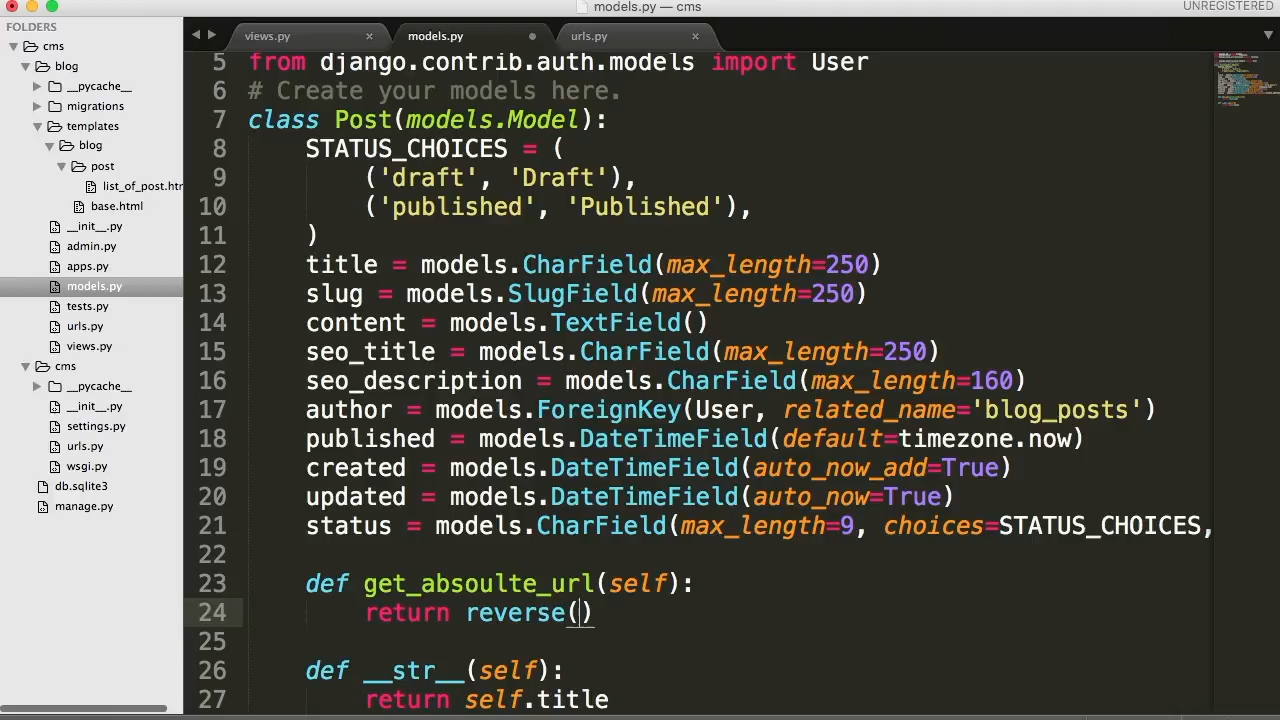 models.py — cms
UNREGISTERED
FOLDERS
cms
blog
__pycache__
migrations
templates
blog
post
list_of_post.htr
base.html
__init__.py
admin.py
apps.py
models.py
tests.py
urls.py
views.py
cms
__pycache__
__init__.py
settings.py
urls.py
wsgi.py
db.sqlite3
manage.py
views.py × models.py urls.py ×
5 from django.contrib.auth.models import User
6 # Create your models here.
7 class Post(models.Model):
8 STATUS_CHOICES = (
9 ('draft', 'Draft'),
10 ('published', 'Published'),
11 )
12 title = models.CharField(max_length=250)
13 slug = models.SlugField(max_length=250)
14 content = models.TextField()
15 seo_title = models.CharField(max_length=250)
16 seo_description = models.CharField(max_length=160)
17 author = models.ForeignKey(User, related_name='blog_posts')
18 published = models.DateTimeField(default=timezone.now)
19 created = models.DateTimeField(auto_now_add=True)
20 updated = models.DateTimeField(auto_now=True)
21 status = models.CharField(max_length=9, choices=STATUS_CHOICES,
22
23 def get_absoulte_url(self):
24 return reverse()
25
26 def __str__(self):
27 return self.title